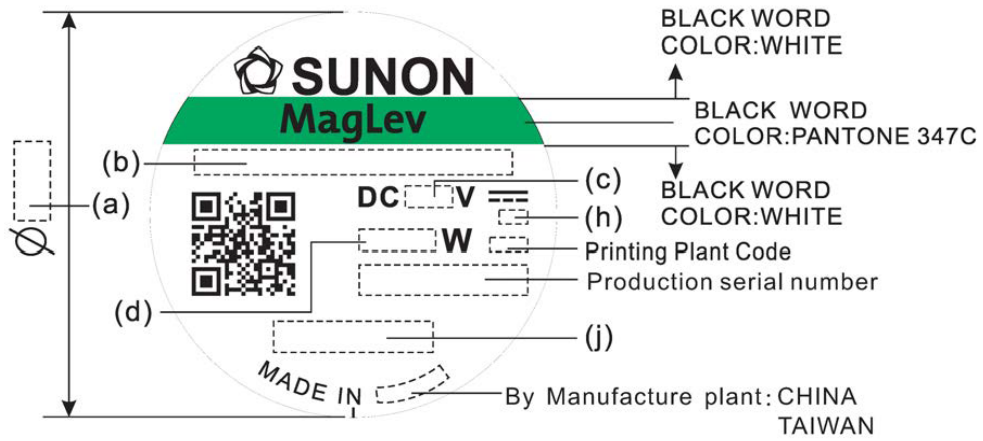 BLACK WORD
COLOR:WHITE
SUNON
MagLev
BLACK WORD
COLOR:PANTONE 347C
(b)
(c)
DC V
BLACK WORD
COLOR:WHITE
(a)
(h)
Ø
W
Printing Plant Code
Production serial number
(d)
(j)
MADE IN
By Manufacture plant: CHINA
TAIWAN